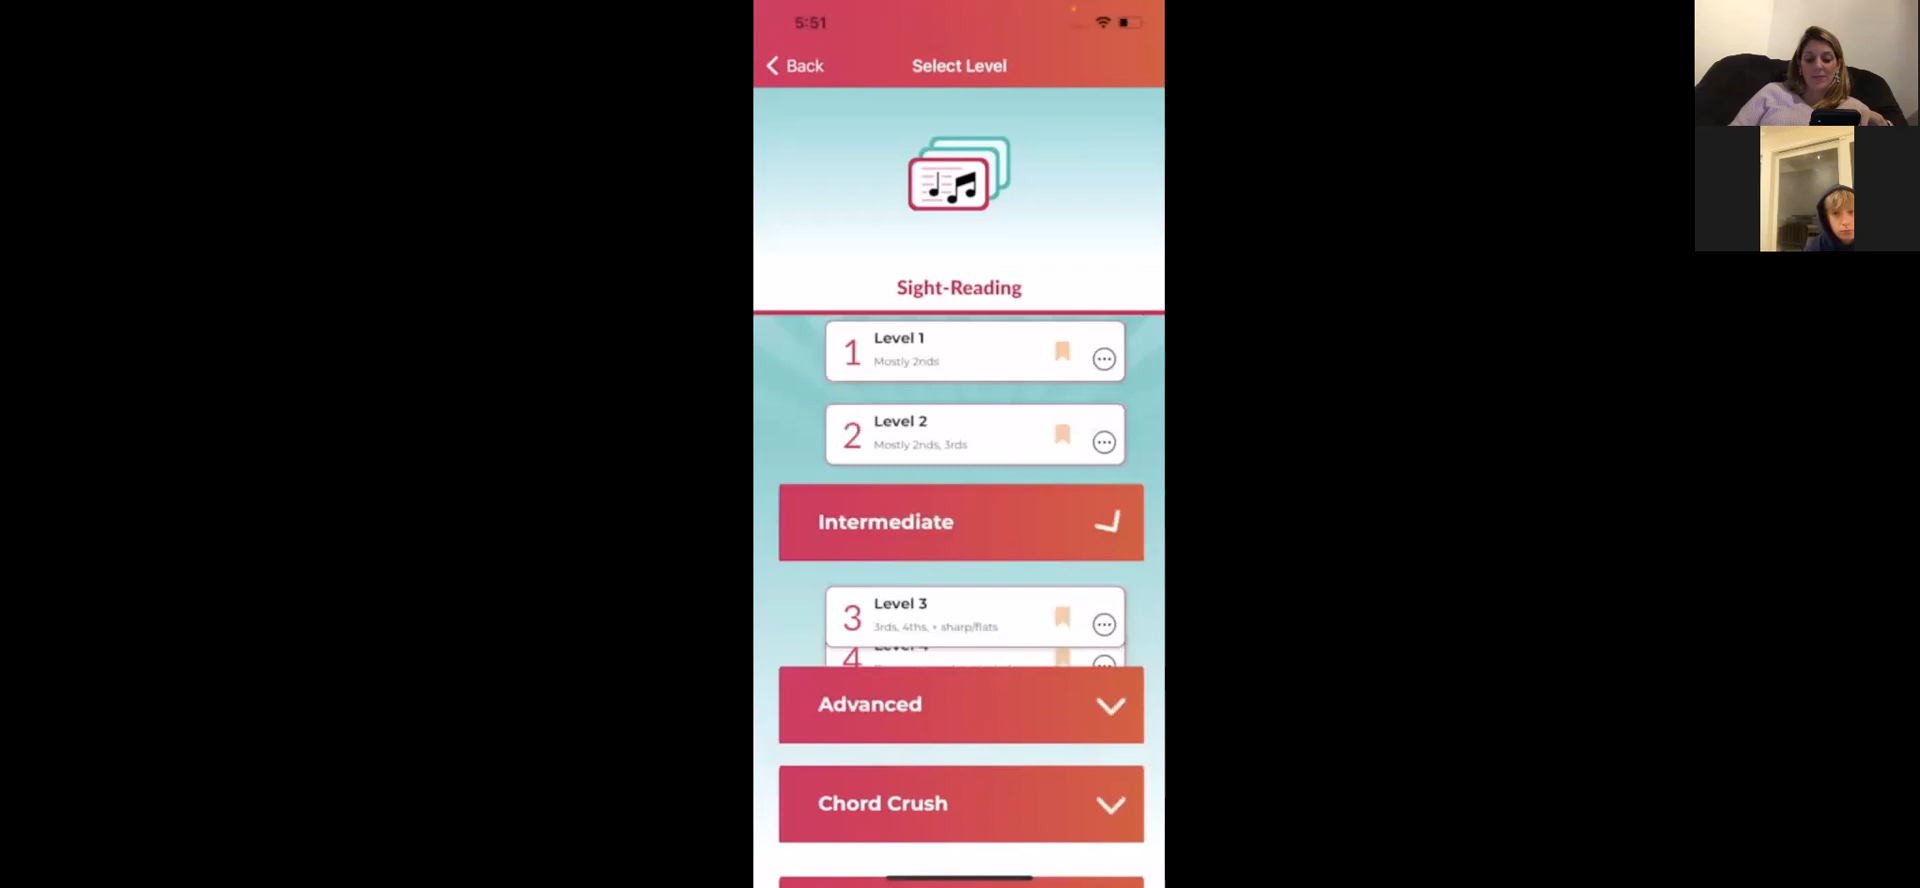 5:51
Back
Select Level
Sight-Reading
1
Level 1
Mostly 2nds
2
Level 2
Mostly 2nds, 3rds
Intermediate
3
Level 3
3rds, 4ths, + sharp/flats
4
Advanced
Chord Crush